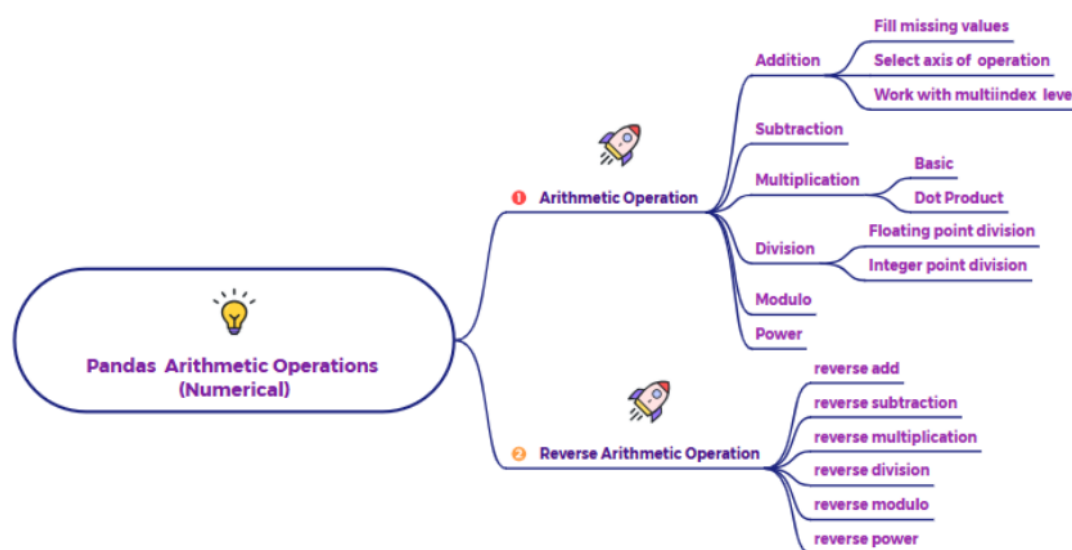 Pandas Arithmetic Operations
(Numerical)
1 Arithmetic Operation
Addition
Fill missing values
Select axis of operation
Work with multiindex leve
Subtraction
Multiplication
Basic
Dot Product
Division
Floating point division
Integer point division
Modulo
Power
2 Reverse Arithmetic Operation
reverse add
reverse subtraction
reverse multiplication
reverse division
reverse modulo
reverse power